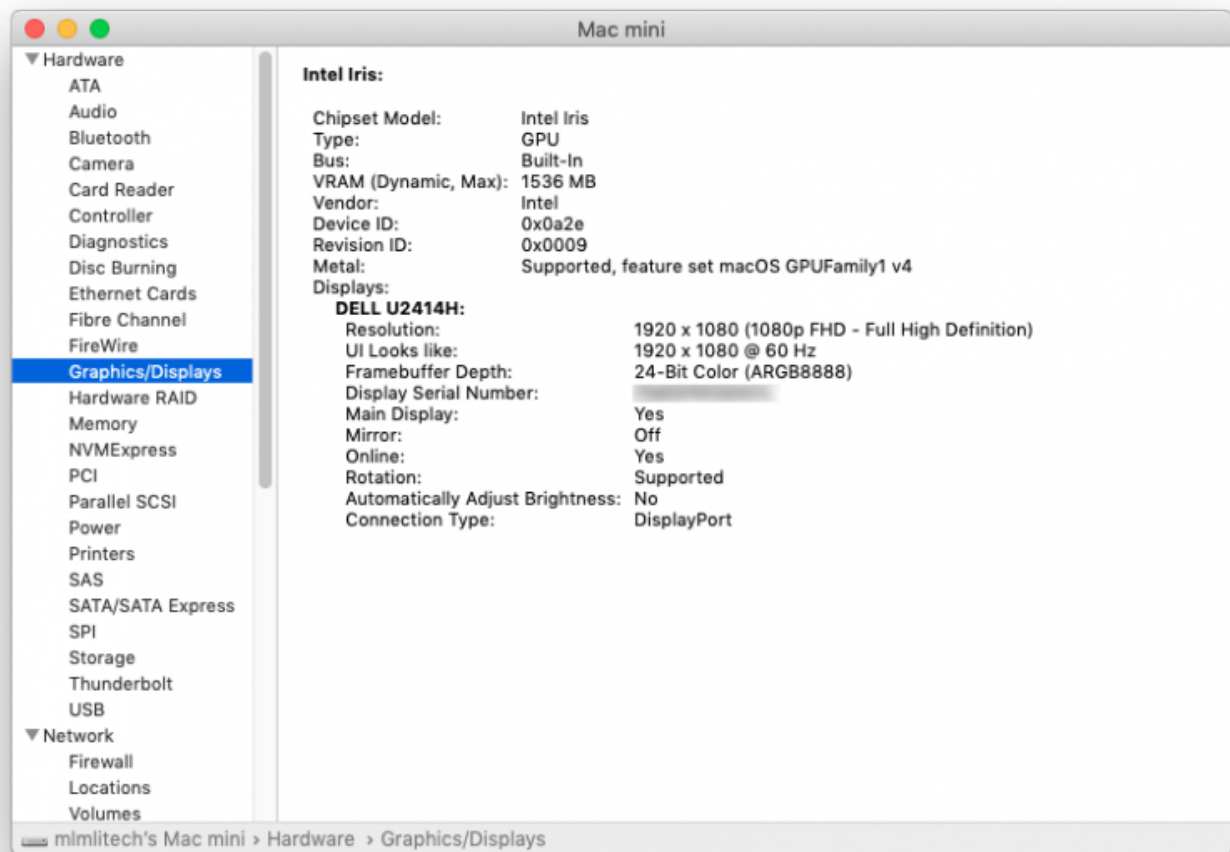 Mac mini
Hardware
ATA
Audio
Bluetooth
Camera
Card Reader
Controller
Diagnostics
Disc Burning
Ethernet Cards
Fibre Channel
FireWire
Graphics/Displays
Hardware RAID
Memory
NVMExpress
PCI
Parallel SCSI
Power
Printers
SAS
SATA/SATA Express
SPI
Storage
Thunderbolt
USB
Network
Firewall
Locations
Volumes
Intel Iris:
Chipset Model: Intel Iris
Type: GPU
Bus: Built-In
VRAM (Dynamic, Max): 1536 MB
Vendor: Intel
Device ID: 0x0a2e
Revision ID: 0x0009
Metal: Supported, feature set macOS GPUFamily1 v4
Displays:
DELL U2414H:
Resolution: 1920 x 1080 (1080p FHD - Full High Definition)
UI Looks like: 1920 x 1080 @ 60 Hz
Framebuffer Depth: 24-Bit Color (ARGB8888)
Display Serial Number:
Main Display: Yes
Mirror: Off
Online: Yes
Rotation: Supported
Automatically Adjust Brightness: No
Connection Type: DisplayPort
mlmlitech's Mac mini › Hardware › Graphics/Displays